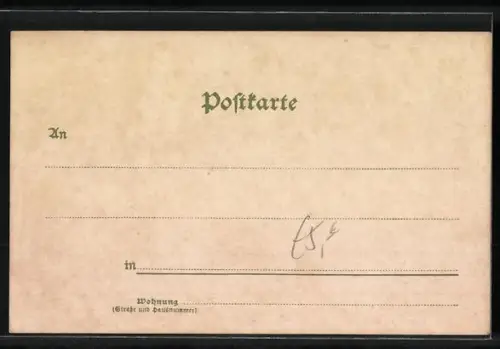 Postkarte
An
in
Wohnung
(Straße und Hausnummer)